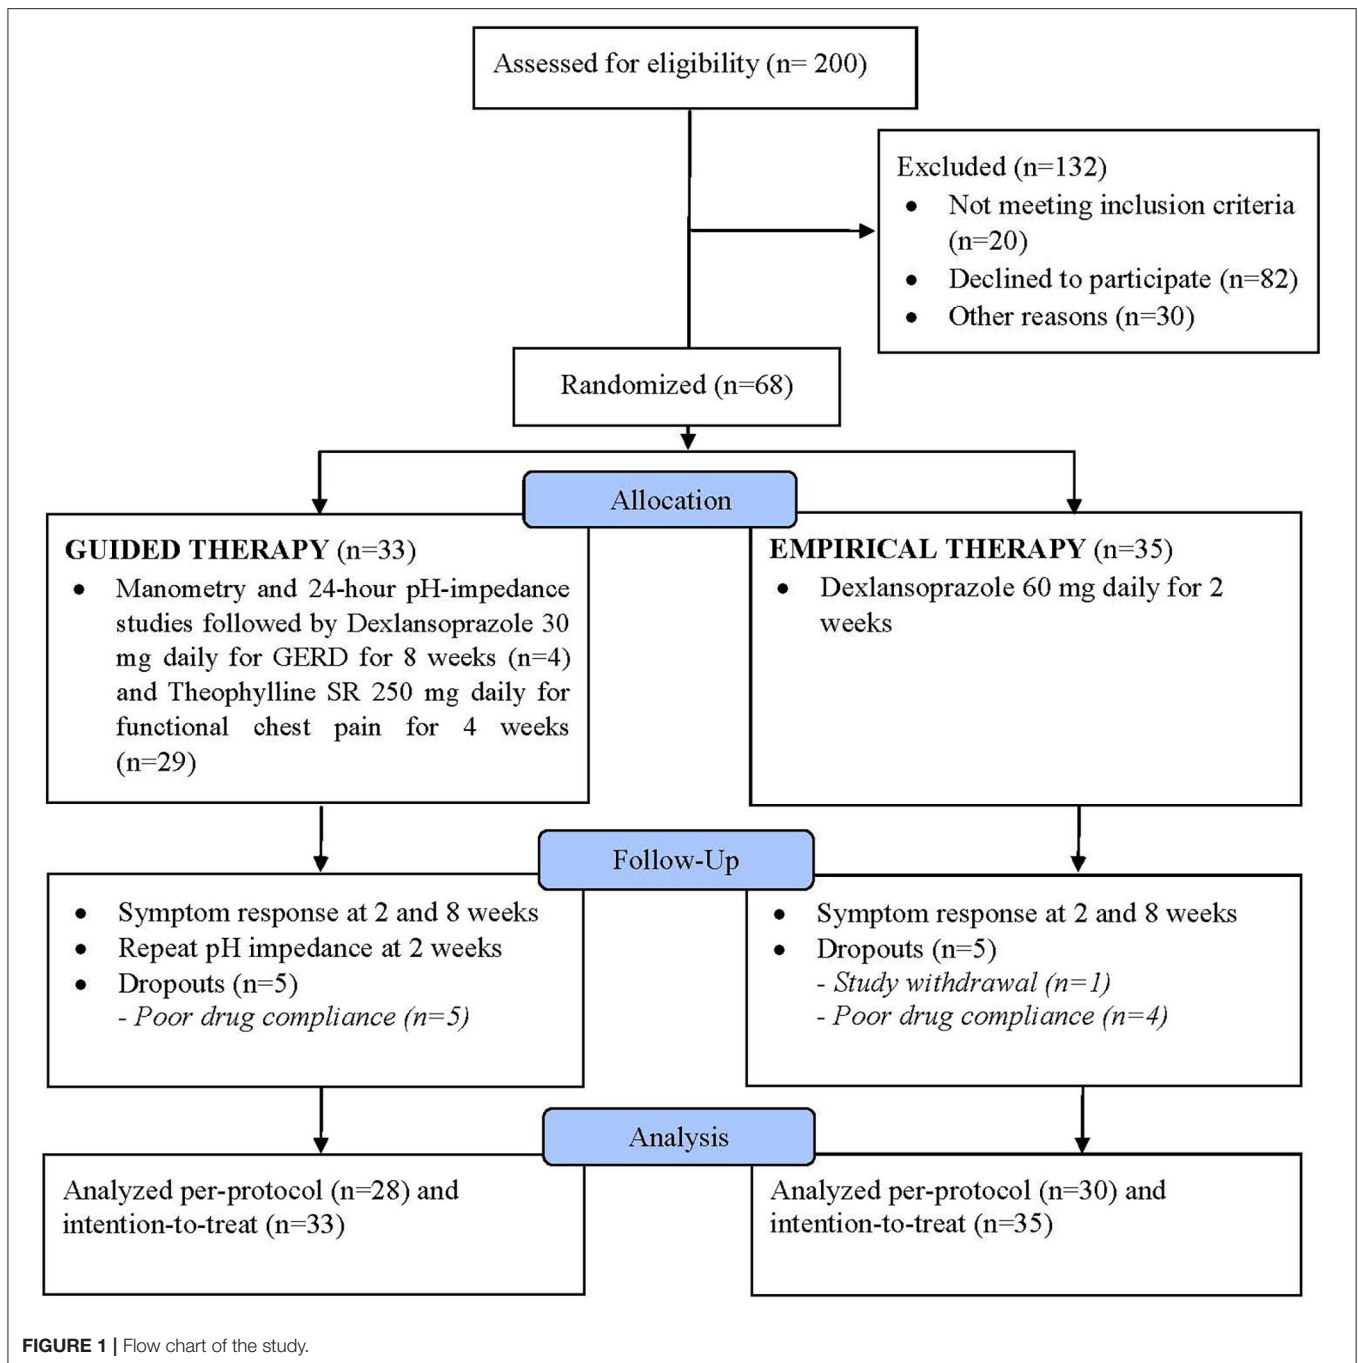 Assessed for eligibility (n= 200)
Excluded (n=132)
• Not meeting inclusion criteria
(n=20)
• Declined to participate (n=82)
• Other reasons (n=30)
Randomized (n=68)
Allocation
GUIDED THERAPY (n=33)
• Manometry and 24-hour pH-impedance
studies followed by Dexlansoprazole 30
mg daily for GERD for 8 weeks (n=4)
and Theophylline SR 250 mg daily for
functional chest pain for 4 weeks
(n=29)
EMPIRICAL THERAPY (n=35)
• Dexlansoprazole 60 mg daily for 2
weeks
Follow-Up
• Symptom response at 2 and 8 weeks
• Repeat pH impedance at 2 weeks
• Dropouts (n=5)
- Poor drug compliance (n=5)
• Symptom response at 2 and 8 weeks
• Dropouts (n=5)
- Study withdrawal (n=1)
- Poor drug compliance (n=4)
Analysis
Analyzed per-protocol (n=28) and
intention-to-treat (n=33)
Analyzed per-protocol (n=30) and
intention-to-treat (n=35)
FIGURE 1 | Flow chart of the study.